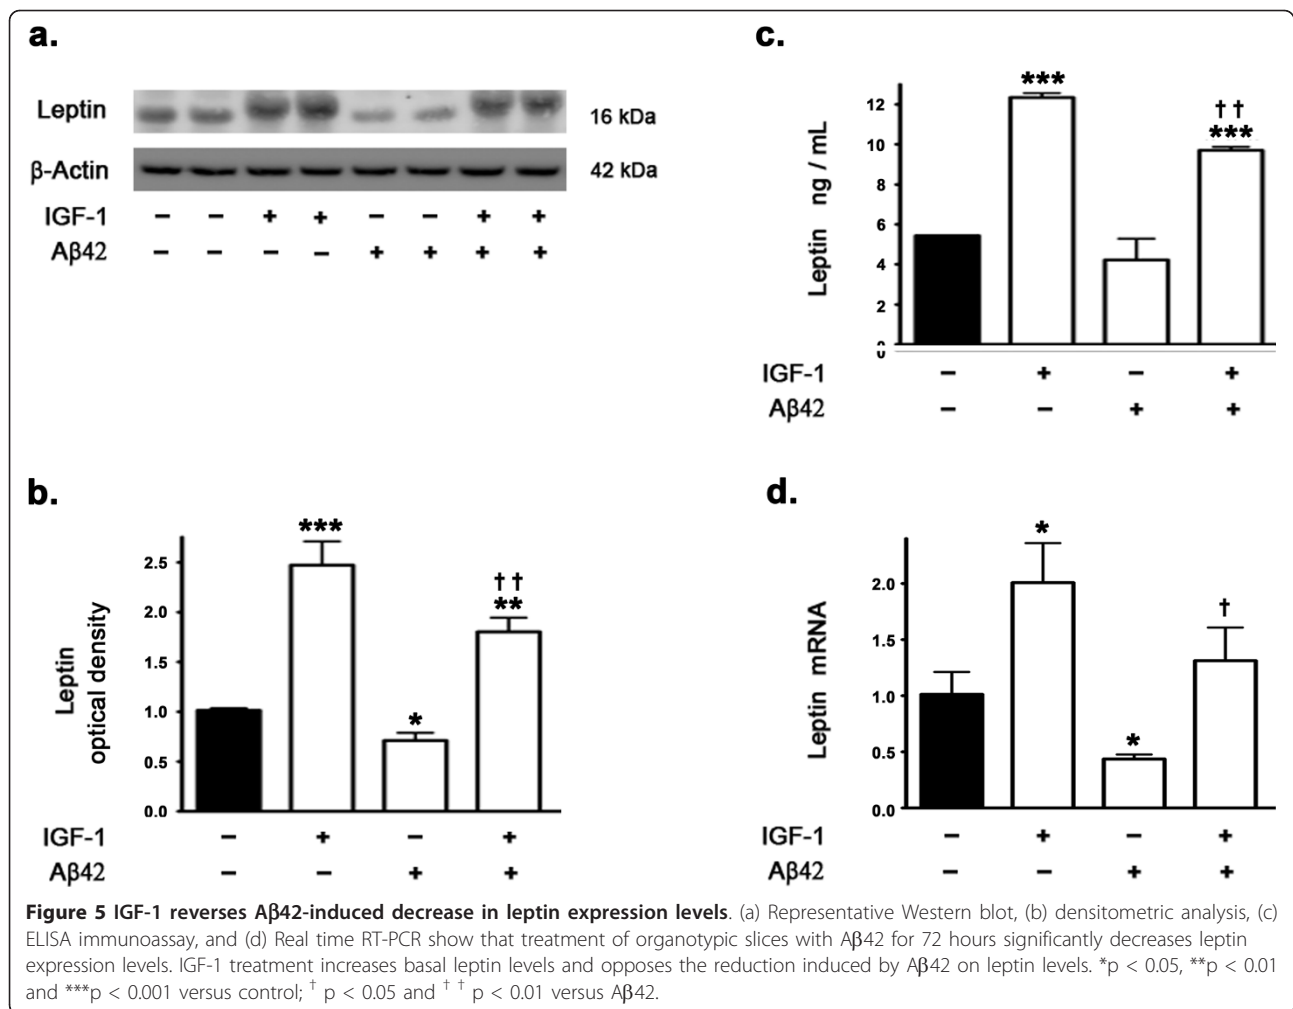 a.
Leptin
16 kDa
β-Actin
42 kDa
IGF-1 − − + + − − + +
Aβ42 − − − − + + + +
b.
***
2.5
†† 
2.0
**
1.5
Leptin
optical density
1.0
*
0.5
0.0
IGF-1 − + − +
Aβ42 − − + +
c.
***
12
††
***
10
8
Leptin ng / mL
6
4
2
0
0
IGF-1 − + − +
Aβ42 − − + +
d.
*
2.0
†
1.5
Leptin mRNA
1.0
*
0.5
0.0
IGF-1 − + − +
Aβ42 − − + +
Figure 5 IGF-1 reverses Aβ42-induced decrease in leptin expression levels. (a) Representative Western blot, (b) densitometric analysis, (c)
ELISA immunoassay, and (d) Real time RT-PCR show that treatment of organotypic slices with Aβ42 for 72 hours significantly decreases leptin
expression levels. IGF-1 treatment increases basal leptin levels and opposes the reduction induced by Aβ42 on leptin levels. *p < 0.05, **p < 0.01
and ***p < 0.001 versus control; † p < 0.05 and † † p < 0.01 versus Aβ42.